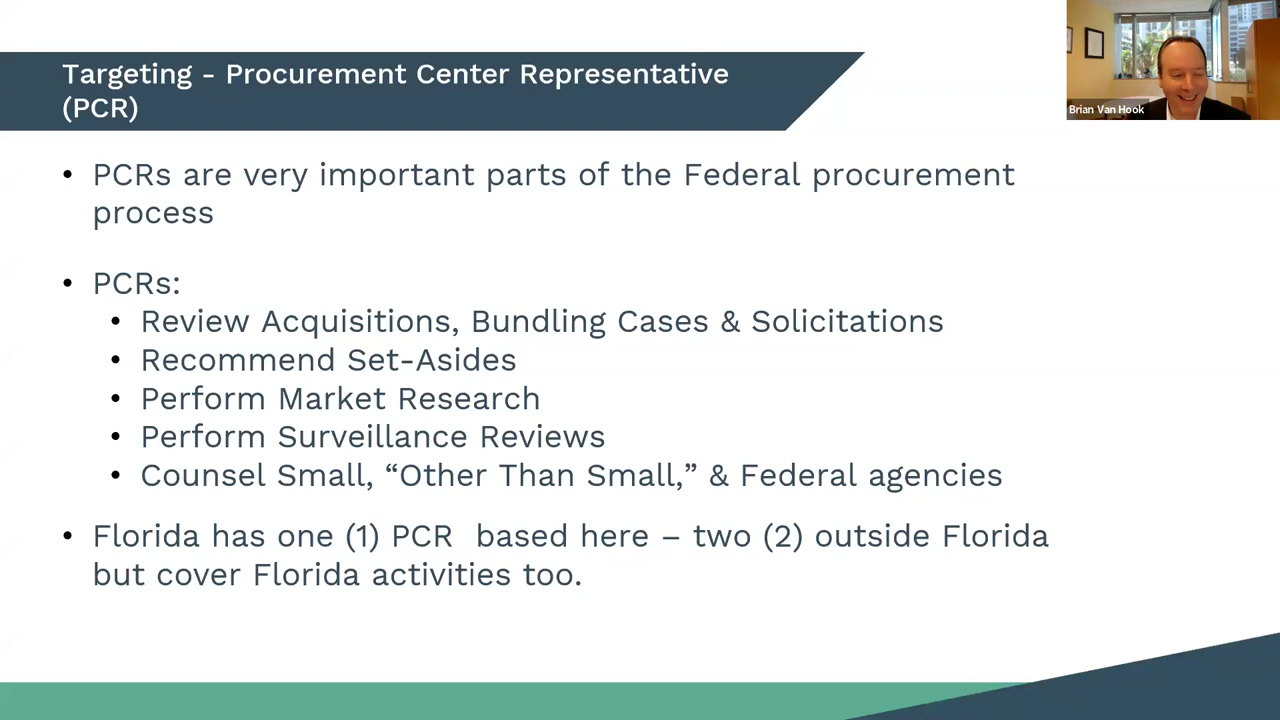 Targeting - Procurement Center Representative
(PCR)
Brian Van Hook
• PCRs are very important parts of the Federal procurement
process
• PCRs:
• Review Acquisitions, Bundling Cases & Solicitations
• Recommend Set-Asides
• Perform Market Research
• Perform Surveillance Reviews
• Counsel Small, “Other Than Small,” & Federal agencies
• Florida has one (1) PCR  based here – two (2) outside Florida
but cover Florida activities too.